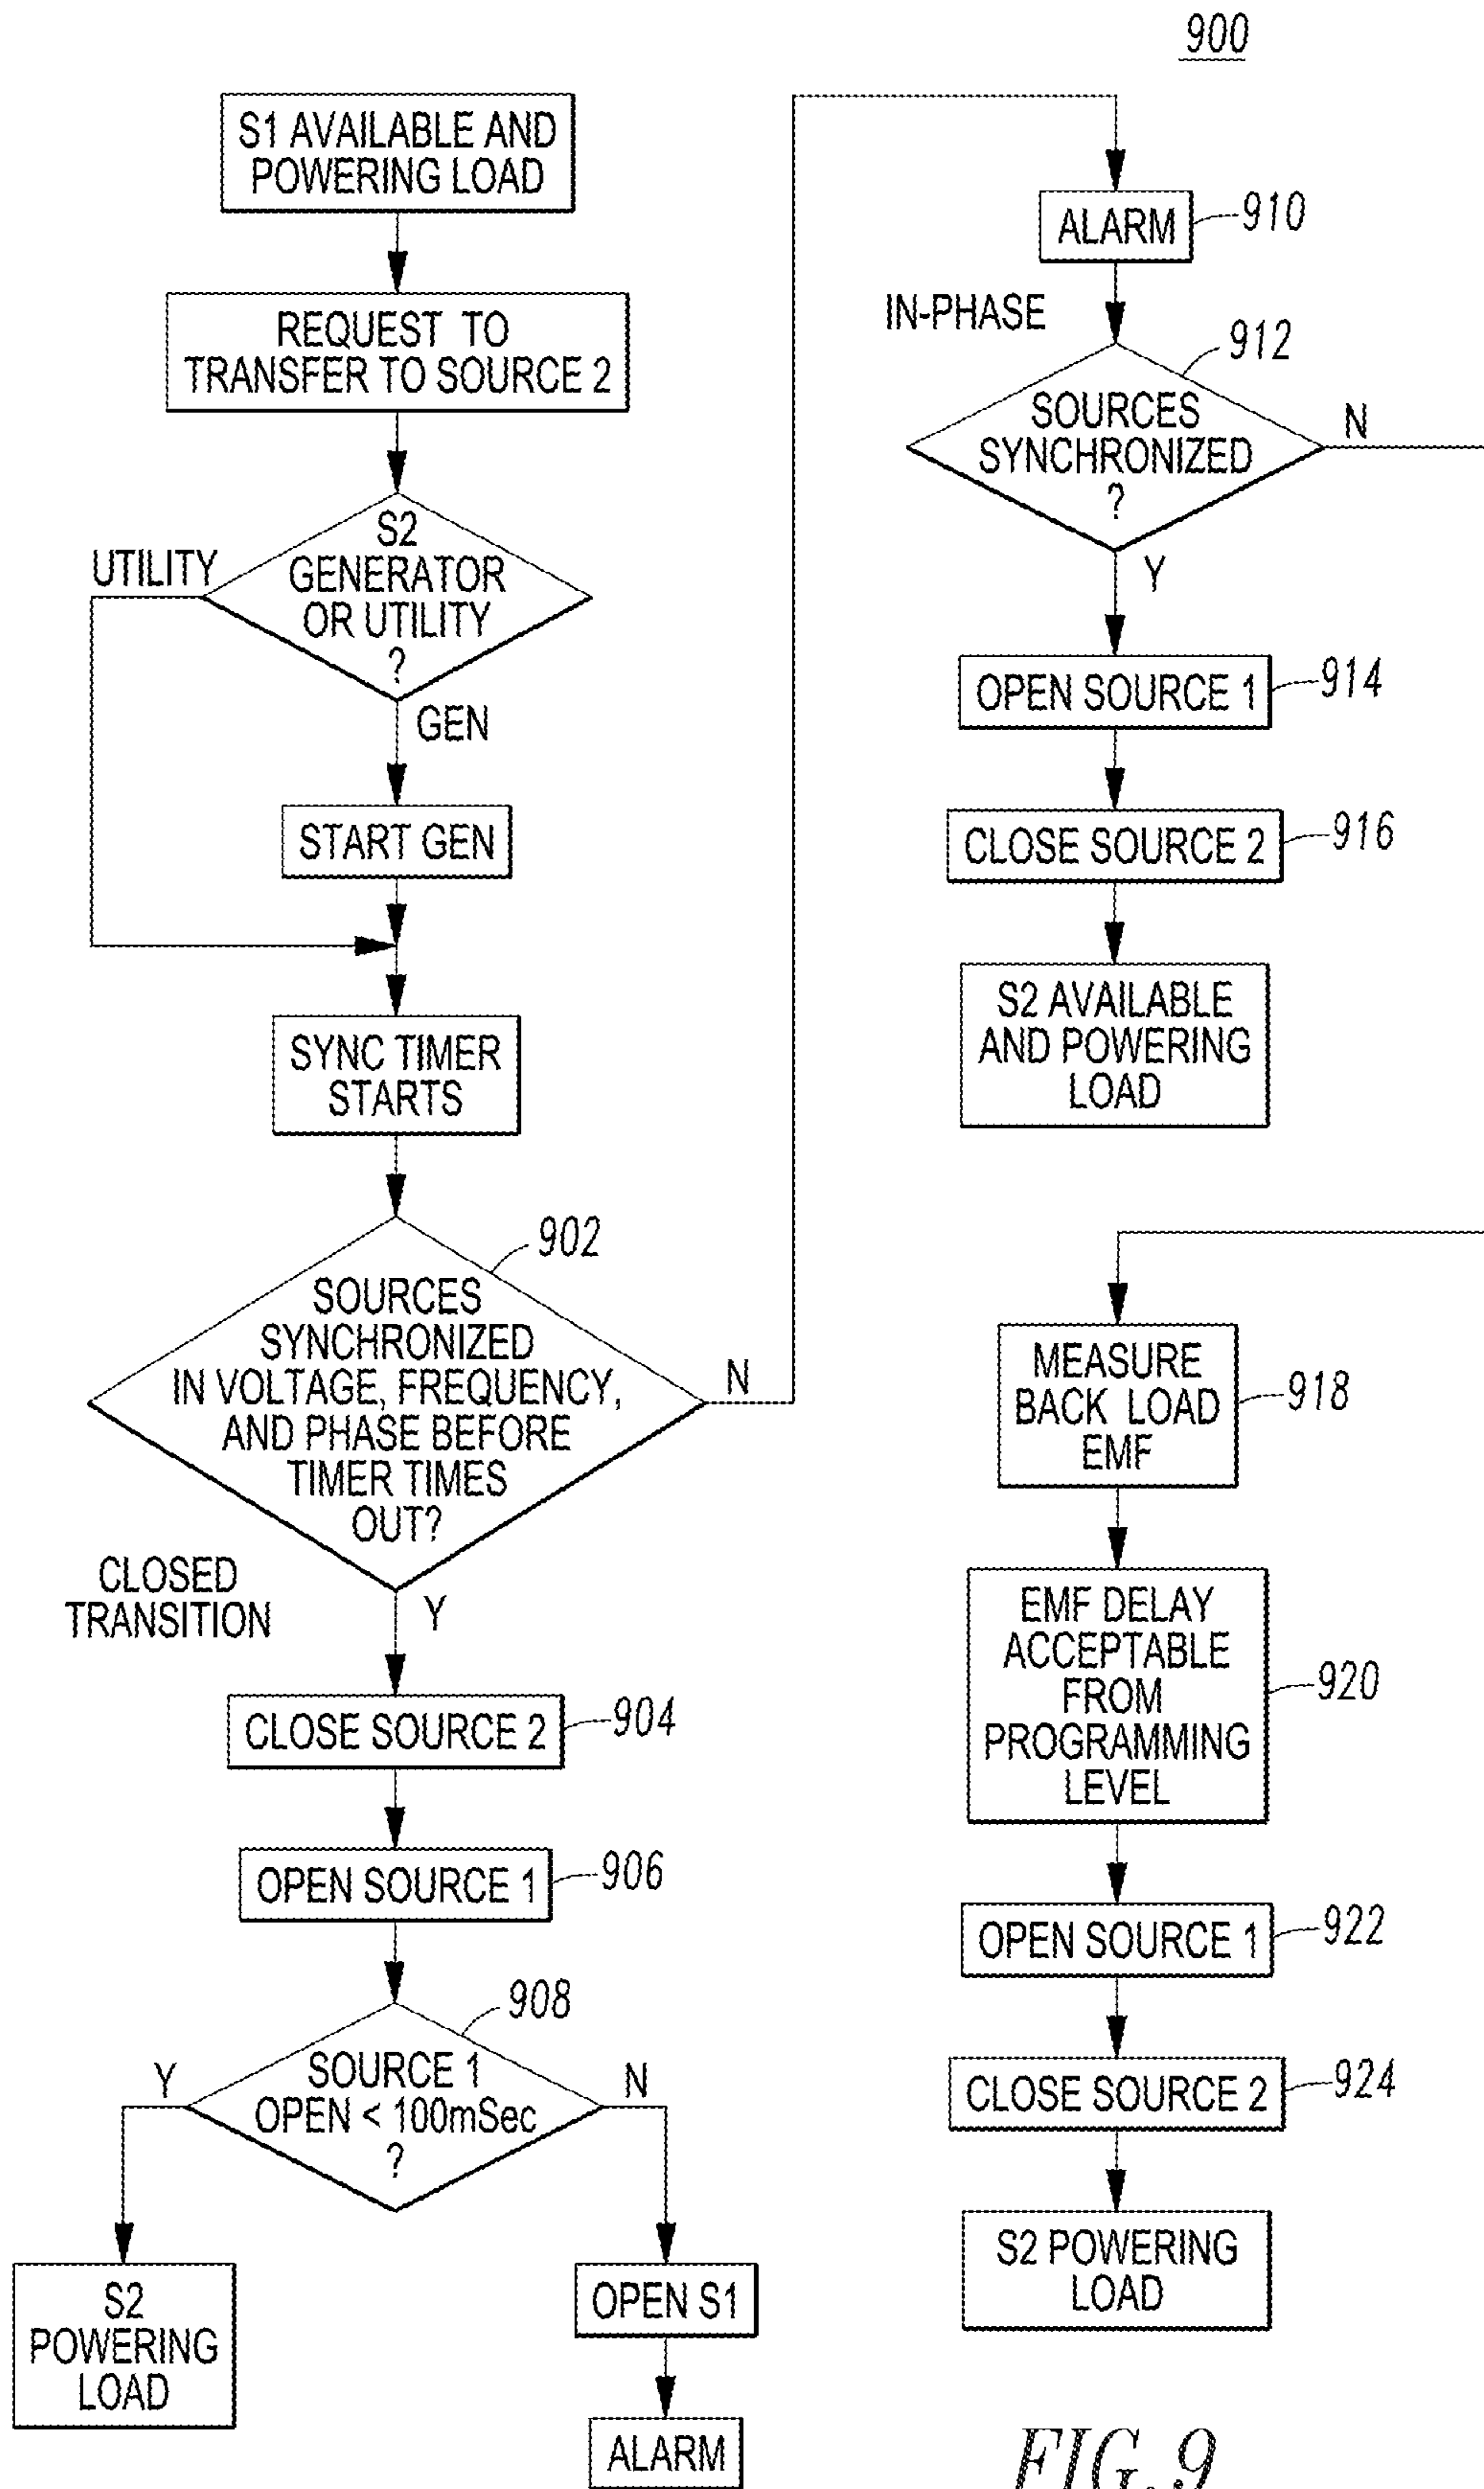 900
S1 AVAILABLE AND
POWERING LOAD
REQUEST TO
TRANSFER TO SOURCE 2
S2
GENERATOR
OR UTILITY
?
UTILITY
GEN
START GEN
SYNC TIMER
STARTS
902
SOURCES
SYNCHRONIZED
IN VOLTAGE, FREQUENCY,
AND PHASE BEFORE
TIMER TIMES
OUT?
N
CLOSED
TRANSITION
Y
CLOSE SOURCE 2
904
OPEN SOURCE 1
906
908
SOURCE 1
OPEN < 100mSec
?
Y
N
S2
POWERING
LOAD
OPEN S1
ALARM
ALARM
910
IN-PHASE
912
SOURCES
SYNCHRONIZED
?
N
Y
OPEN SOURCE 1
914
CLOSE SOURCE 2
916
S2 AVAILABLE
AND POWERING
LOAD
MEASURE
BACK LOAD
EMF
918
EMF DELAY
ACCEPTABLE
FROM
PROGRAMMING
LEVEL
920
OPEN SOURCE 1
922
CLOSE SOURCE 2
924
S2 POWERING
LOAD
FIG. 9